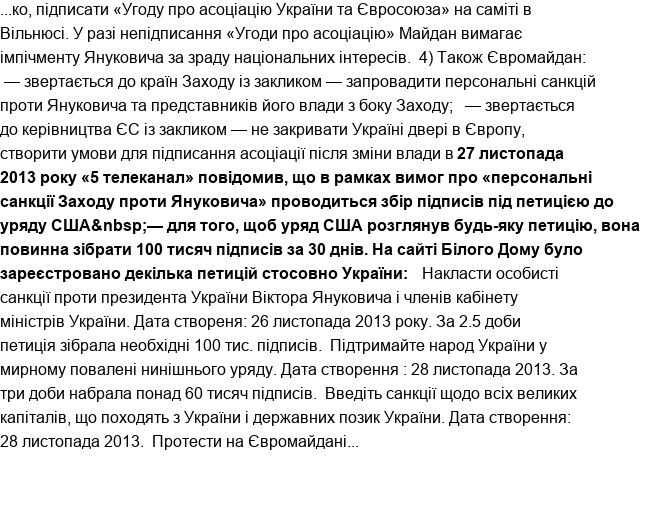 ...ко, підписати «Угоду про асоціацію України та Євросоюза» на саміті в
Вільнюсі. У разі непідписання «Угоди про асоціацію» Майдан вимагає
імпічменту Януковича за зраду національних інтересів.  4) Також Євромайдан:
— звертається до країн Заходу із закликом — запровадити персональні санкцій
проти Януковича та представників його влади з боку Заходу;   — звертається
до керівництва ЄС із закликом — не закривати Україні двері в Європу,
створити умови для підписання асоціації після зміни влади в 27 листопада
2013 року «5 телеканал» повідомив, що в рамках вимог про «персональні
санкції Заходу проти Януковича» проводиться збір підписів під петицією до
уряду США&nbsp;— для того, щоб уряд США розглянув будь-яку петицію, вона
повинна зібрати 100 тисяч підписів за 30 днів. На сайті Білого Дому було
зареєстровано декілька петицій стосовно України:   Накласти особисті
санкції проти президента України Віктора Януковича і членів кабінету
міністрів України. Дата створеня: 26 листопада 2013 року. За 2.5 доби
петиція зібрала необхідні 100 тис. підписів.  Підтримайте народ України у
мирному повалені нинішнього уряду. Дата створення : 28 листопада 2013. За
три доби набрала понад 60 тисяч підписів.  Введіть санкції щодо всіх великих
капіталів, що походять з України і державних позик України. Дата створення:
28 листопада 2013.  Протести на Євромайдані...